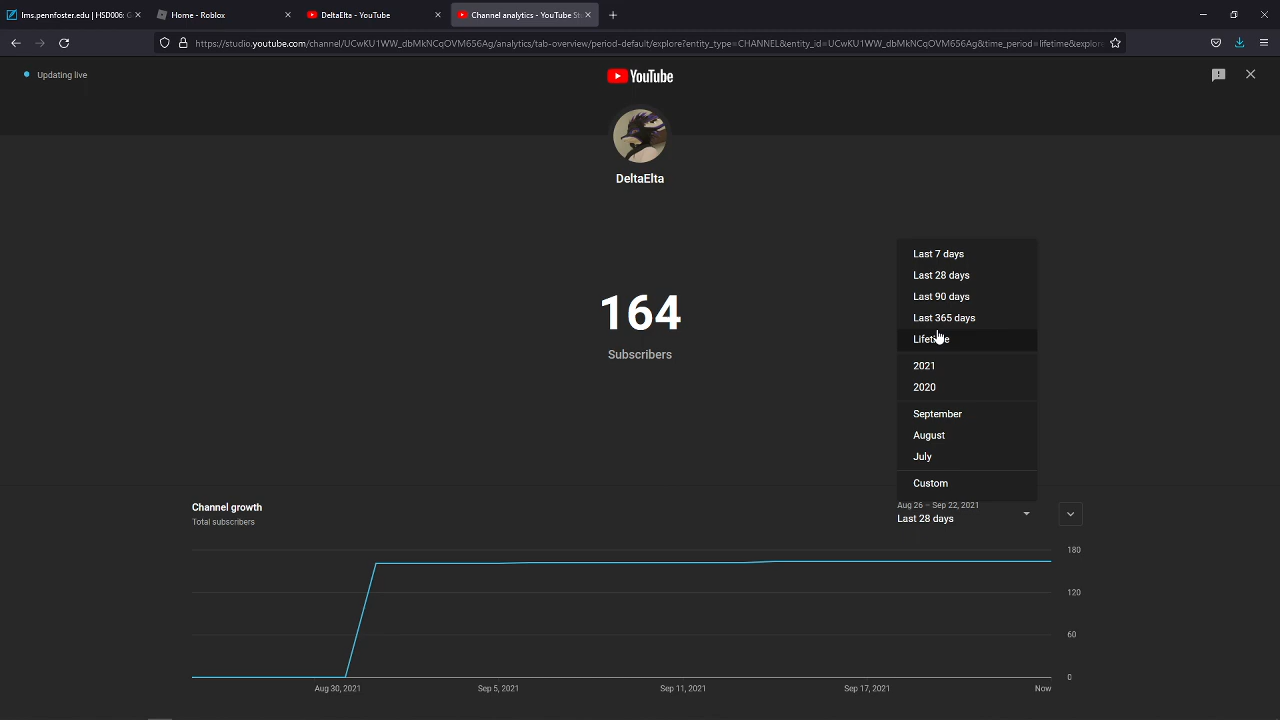 lms.pennfoster.edu | HSD006: G
Home - Roblox
DeltaElta - YouTube
Channel analytics - YouTube St
https://studio.youtube.com/channel/UCwKU1WW_dbMkNCqOVM656Ag/analytics/tab-overview/period-default/explore?entity_type=CHANNEL&entity_id=UCwKU1WW_dbMkNCqOVM656Ag&time_period=lifetime&explore
Updating live
YouTube
DeltaElta
164
Subscribers
Last 7 days
Last 28 days
Last 90 days
Last 365 days
Lifetime
2021
2020
September
August
July
Custom
Channel growth
Total subscribers
Aug 26 – Sep 22, 2021
Last 28 days
180
120
60
0
Aug 30, 2021
Sep 5, 2021
Sep 11, 2021
Sep 17, 2021
Now